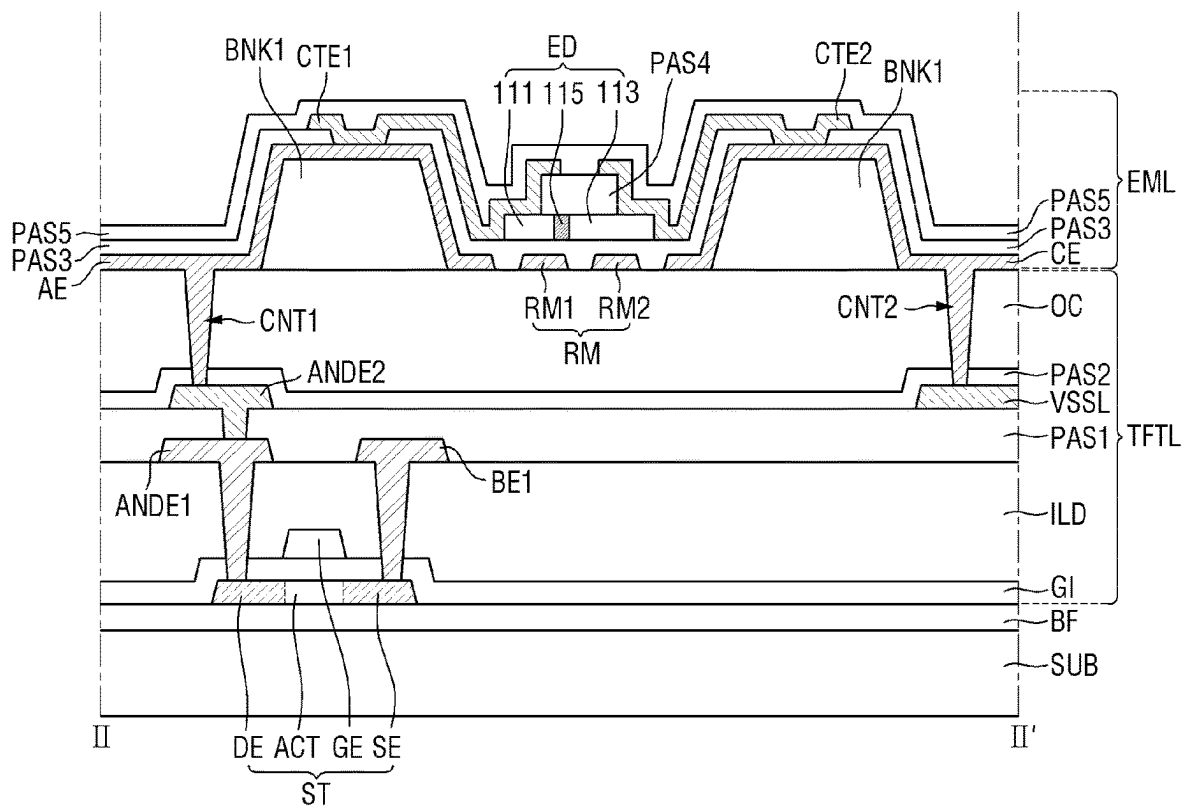 ED
BNK1 CTE1 PAS4 CTE2 BNK1
111 115 113
EML
PAS5 PAS5
PAS3 PAS3
AE CE
RM1 RM2
RM
CNT1 CNT2 OC
ANDE2 PAS2
VSSL
PAS1 TFTL
ANDE1 BE1
ILD
GI
BF
SUB
II II'
DE ACT GE SE
ST